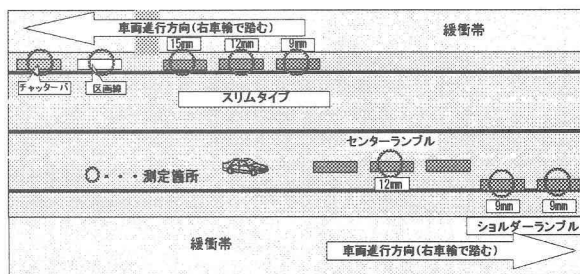 車両進行方向(右車輪で踏む)
緩衝帯
15mm 12mm 9mm
チャッターバ 区画線
スリムタイプ
センターランブル
・・・測定箇所
12mm
9mm 9mm
ショルダーランブル
緩衝帯
車両進行方向(右車輪で踏む)